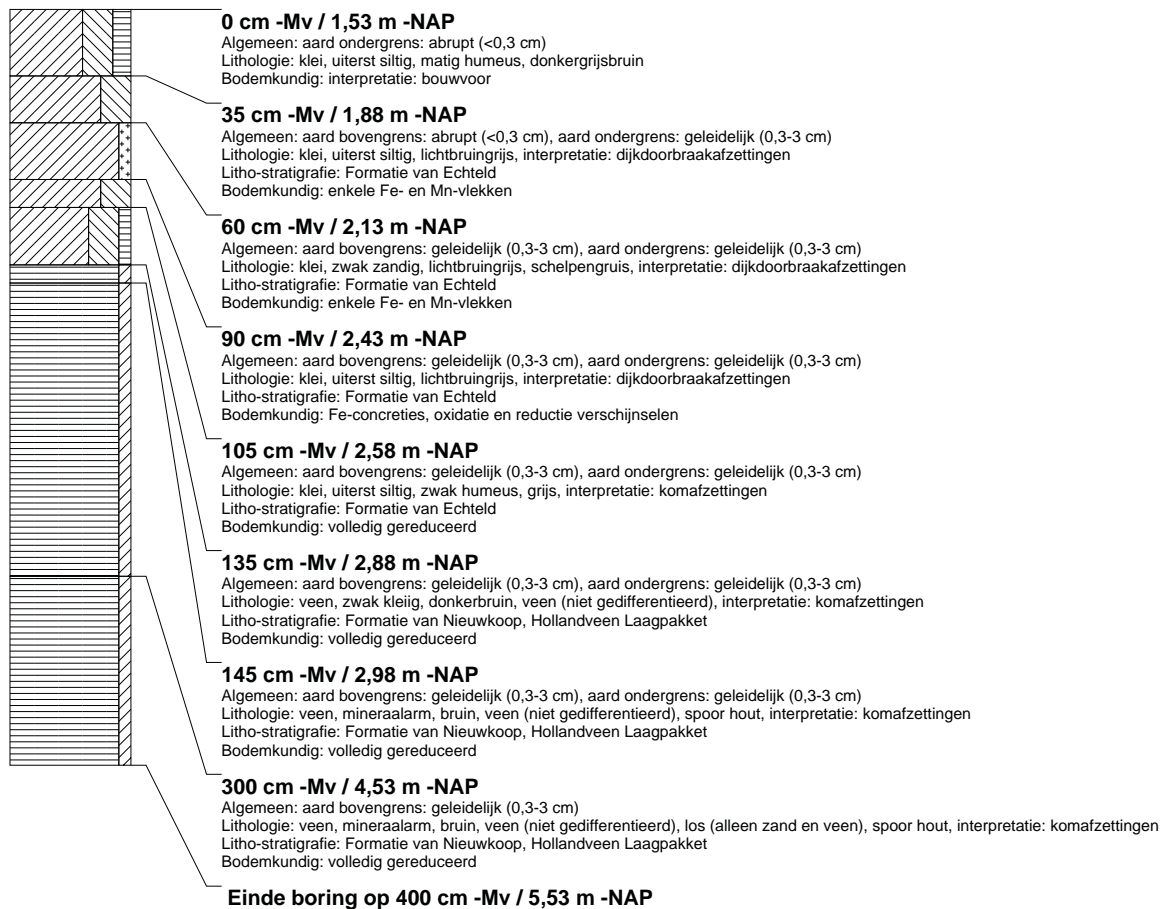 0 cm -Mv / 1,53 m -NAP
Algemeen: aard ondergrens: abrupt (<0,3 cm)
Lithologie: klei, uiterst siltig, matig humeus, donkergrijsbruin
Bodemkundig: interpretatie: bouwvoor
35 cm -Mv / 1,88 m -NAP
Algemeen: aard bovengrens: abrupt (<0,3 cm), aard ondergrens: geleidelijk (0,3-3 cm)
Lithologie: klei, uiterst siltig, lichtbruingrijs, interpretatie: dijkdoorbraakafzettingen
Litho-stratigrafie: Formatie van Echteld
Bodemkundig: enkele Fe- en Mn-vlekken
60 cm -Mv / 2,13 m -NAP
Algemeen: aard bovengrens: geleidelijk (0,3-3 cm), aard ondergrens: geleidelijk (0,3-3 cm)
Lithologie: klei, zwak zandig, lichtbruingrijs, schelpengruis, interpretatie: dijkdoorbraakafzettingen
Litho-stratigrafie: Formatie van Echteld
Bodemkundig: enkele Fe- en Mn-vlekken
90 cm -Mv / 2,43 m -NAP
Algemeen: aard bovengrens: geleidelijk (0,3-3 cm), aard ondergrens: geleidelijk (0,3-3 cm)
Lithologie: klei, uiterst siltig, lichtbruingrijs, interpretatie: dijkdoorbraakafzettingen
Litho-stratigrafie: Formatie van Echteld
Bodemkundig: Fe-concreties, oxidatie en reductie verschijnselen
105 cm -Mv / 2,58 m -NAP
Algemeen: aard bovengrens: geleidelijk (0,3-3 cm), aard ondergrens: geleidelijk (0,3-3 cm)
Lithologie: klei, uiterst siltig, zwak humeus, grijs, interpretatie: komafzettingen
Litho-stratigrafie: Formatie van Echteld
Bodemkundig: volledig gereduceerd
135 cm -Mv / 2,88 m -NAP
Algemeen: aard bovengrens: geleidelijk (0,3-3 cm), aard ondergrens: geleidelijk (0,3-3 cm)
Lithologie: veen, zwak kleiig, donkerbruin, veen (niet gedifferentieerd), interpretatie: komafzettingen
Litho-stratigrafie: Formatie van Nieuwkoop, Hollandveen Laagpakket
Bodemkundig: volledig gereduceerd
145 cm -Mv / 2,98 m -NAP
Algemeen: aard bovengrens: geleidelijk (0,3-3 cm), aard ondergrens: geleidelijk (0,3-3 cm)
Lithologie: veen, mineraalarm, bruin, veen (niet gedifferentieerd), spoor hout, interpretatie: komafzettingen
Litho-stratigrafie: Formatie van Nieuwkoop, Hollandveen Laagpakket
Bodemkundig: volledig gereduceerd
300 cm -Mv / 4,53 m -NAP
Algemeen: aard bovengrens: geleidelijk (0,3-3 cm)
Lithologie: veen, mineraalarm, bruin, veen (niet gedifferentieerd), los (alleen zand en veen), spoor hout, interpretatie: komafzettingen
Litho-stratigrafie: Formatie van Nieuwkoop, Hollandveen Laagpakket
Bodemkundig: volledig gereduceerd
Einde boring op 400 cm -Mv / 5,53 m -NAP